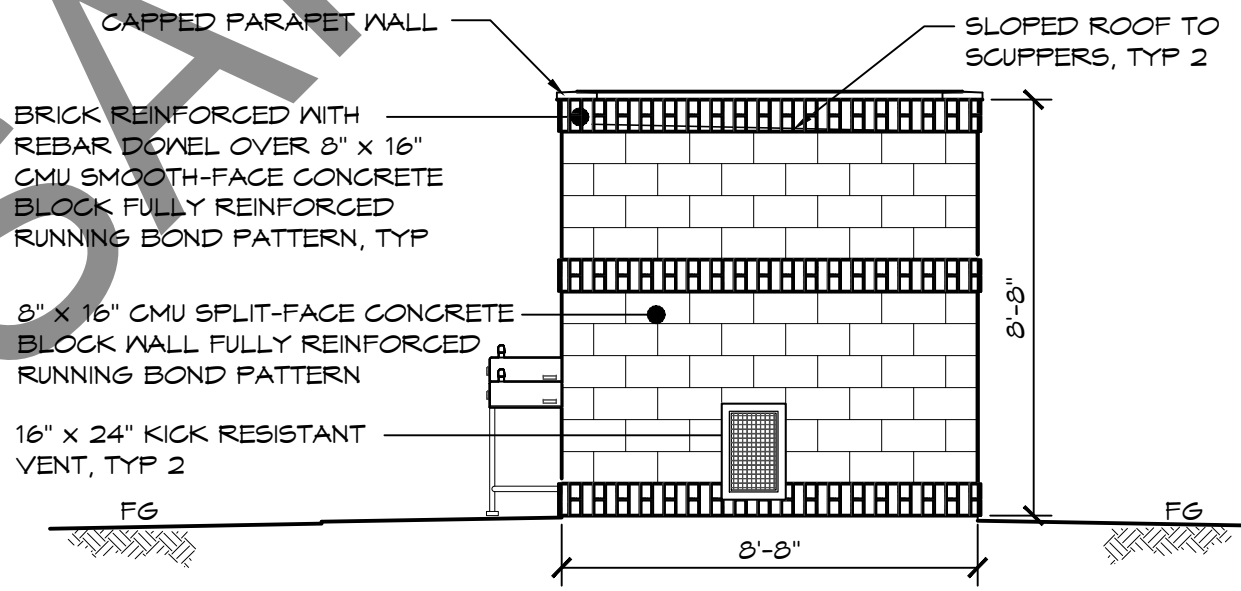 CAPPED PARAPET WALL
SLOPED ROOF TO
SCUPPERS, TYP 2
BRICK REINFORCED WITH
REBAR DOWEL OVER 8" x 16"
CMU SMOOTH-FACE CONCRETE
BLOCK FULLY REINFORCED
RUNNING BOND PATTERN, TYP
8" x 16" CMU SPLIT-FACE CONCRETE
BLOCK WALL FULLY REINFORCED
RUNNING BOND PATTERN
8'-8"
16" x 24" KICK RESISTANT
VENT, TYP 2
FG
FG
8'-8"